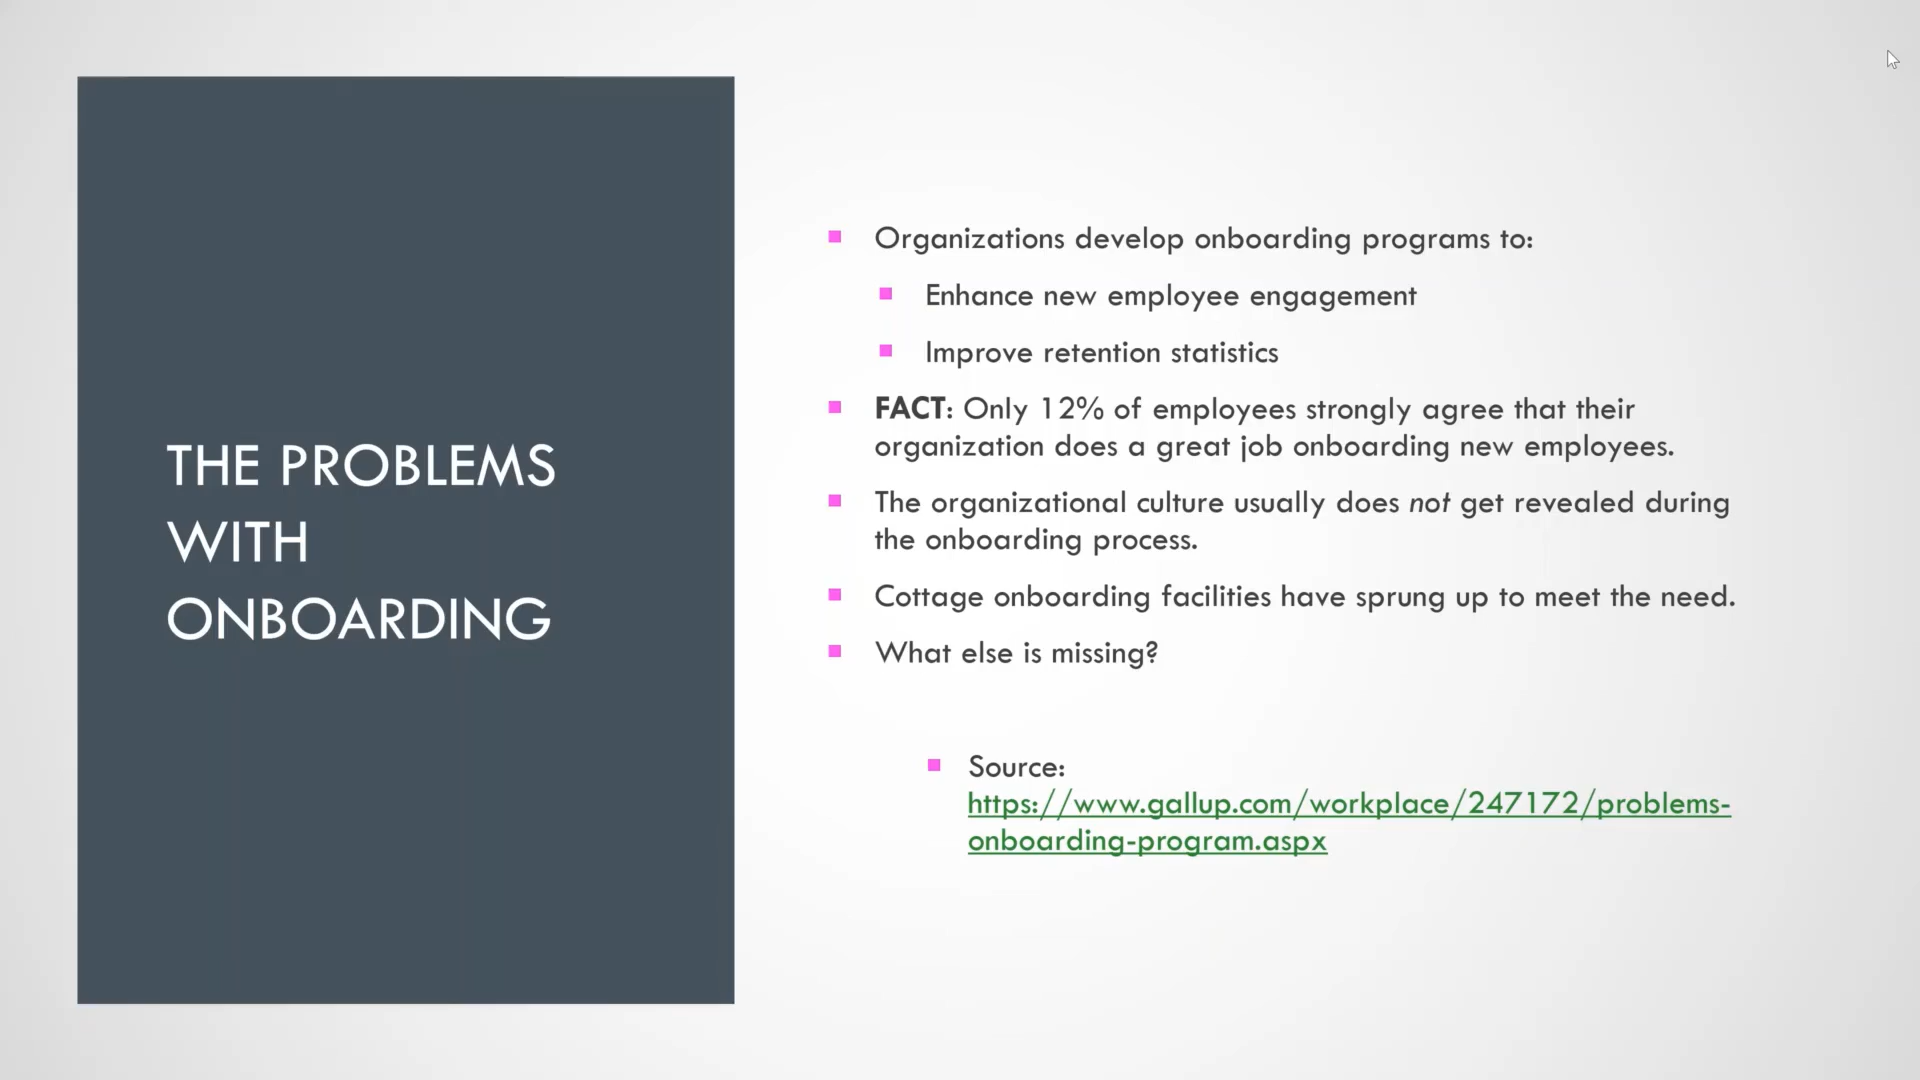 THE PROBLEMS
WITH
ONBOARDING
Organizations develop onboarding programs to:
Enhance new employee engagement
Improve retention statistics
FACT: Only 12% of employees strongly agree that their
organization does a great job onboarding new employees.
The organizational culture usually does not get revealed during
the onboarding process.
Cottage onboarding facilities have sprung up to meet the need.
What else is missing?
Source:
https://www.gallup.com/workplace/247172/problems-
onboarding-program.aspx